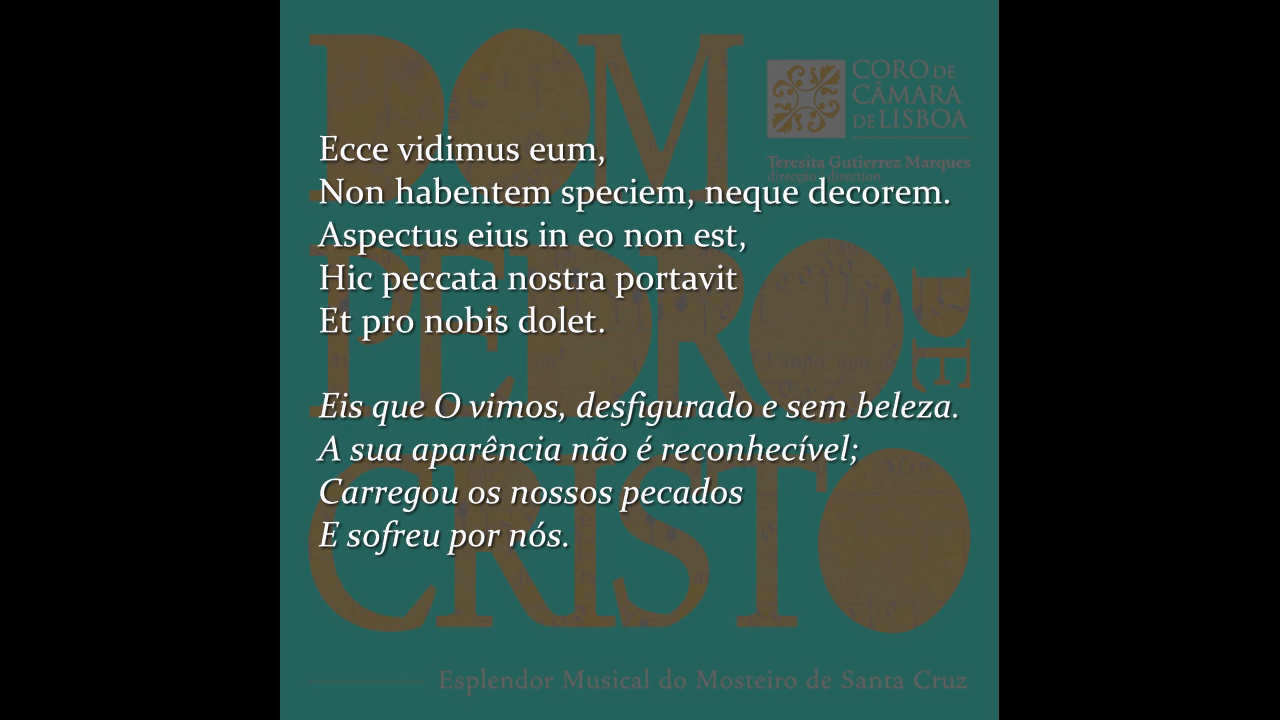 DOM
CORO DE
CÂMARA
DE LISBOA
Teresita Gutierrez Marques
direcção · direction
Ecce vidimus eum,
Non habentem speciem, neque decorem.
Aspectus eius in eo non est,
Hic peccata nostra portavit
Et pro nobis dolet.
PEDRO
DE
Eis que O vimos, desfigurado e sem beleza.
A sua aparência não é reconhecível;
Carregou os nossos pecados
E sofreu por nós.
CRISTO
Esplendor Musical do Mosteiro de Santa Cruz